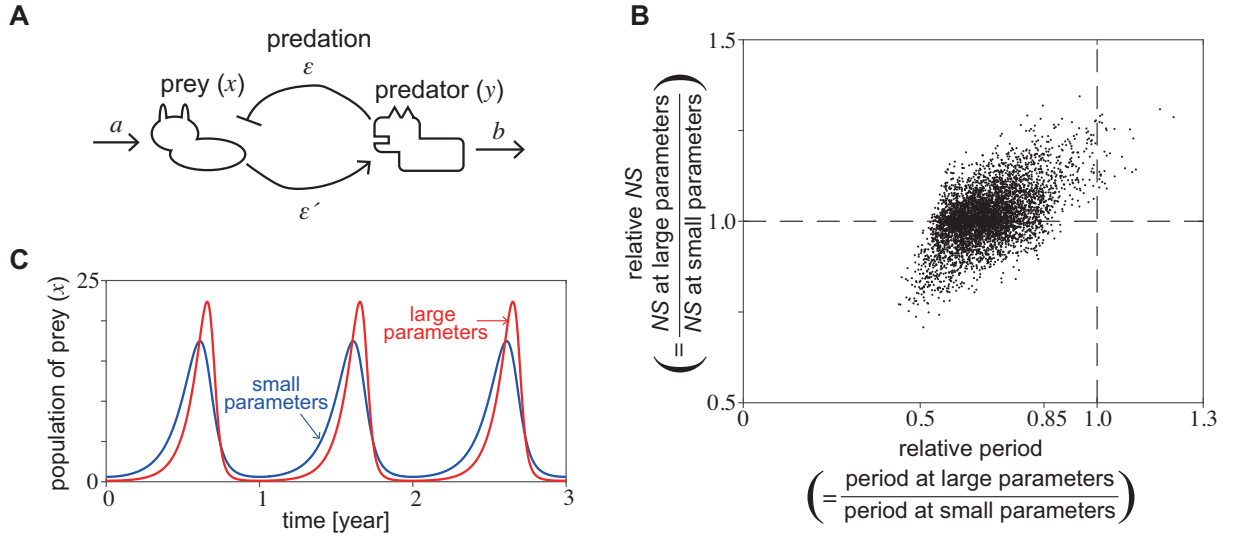 A
predation
ε
prey (x)
predator (y)
a
b
ε´
B
1.5
1.0
0.5
0
0.5
0.85
1.0
1.3
relative NS
( = NS at large parameters
NS at small parameters )
relative period
( = period at large parameters
period at small parameters )
C
25
0
population of prey (x)
large
parameters
small
parameters
0
1
2
3
time [year]